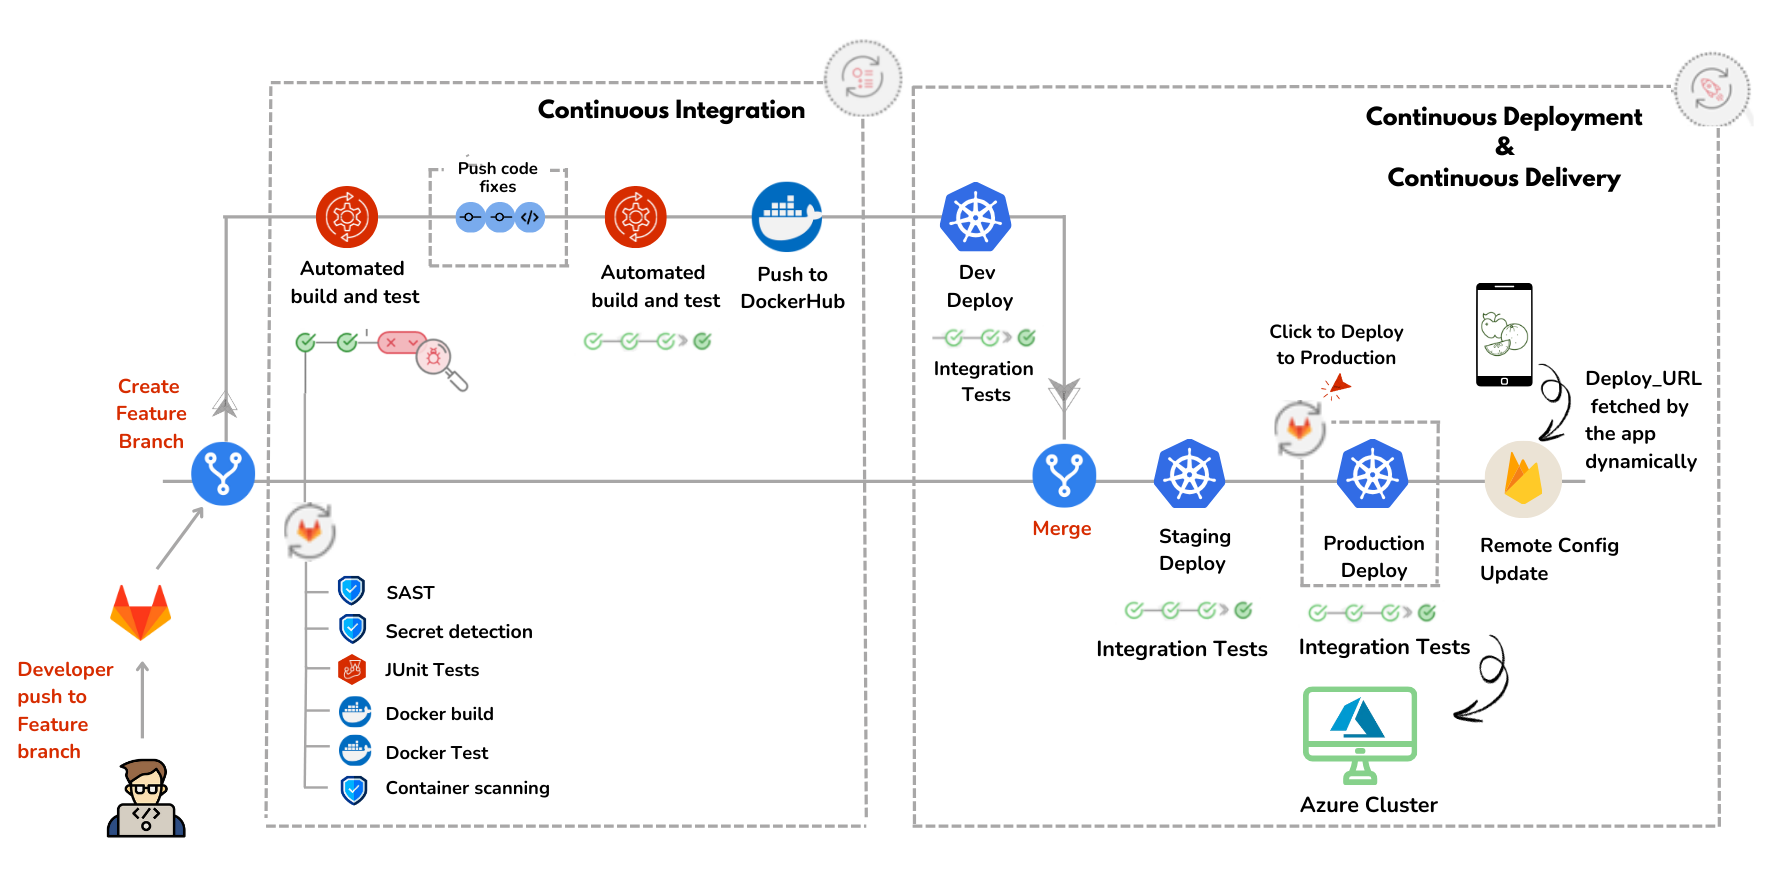 Continuous Integration
Continuous Deployment
&
Continuous Delivery
Push code
fixes
Automated
build and test
Automated
build and test
Push to
DockerHub
Dev
Deploy
Integration
Tests
Create
Feature
Branch
Click to Deploy
to Production
Deploy_URL
fetched by
the app
dynamically
Merge
Staging
Deploy
Production
Deploy
Remote Config
Update
Integration Tests
Integration Tests
Developer
push to
Feature
branch
SAST
Secret detection
JUnit Tests
Docker build
Docker Test
Container scanning
Azure Cluster